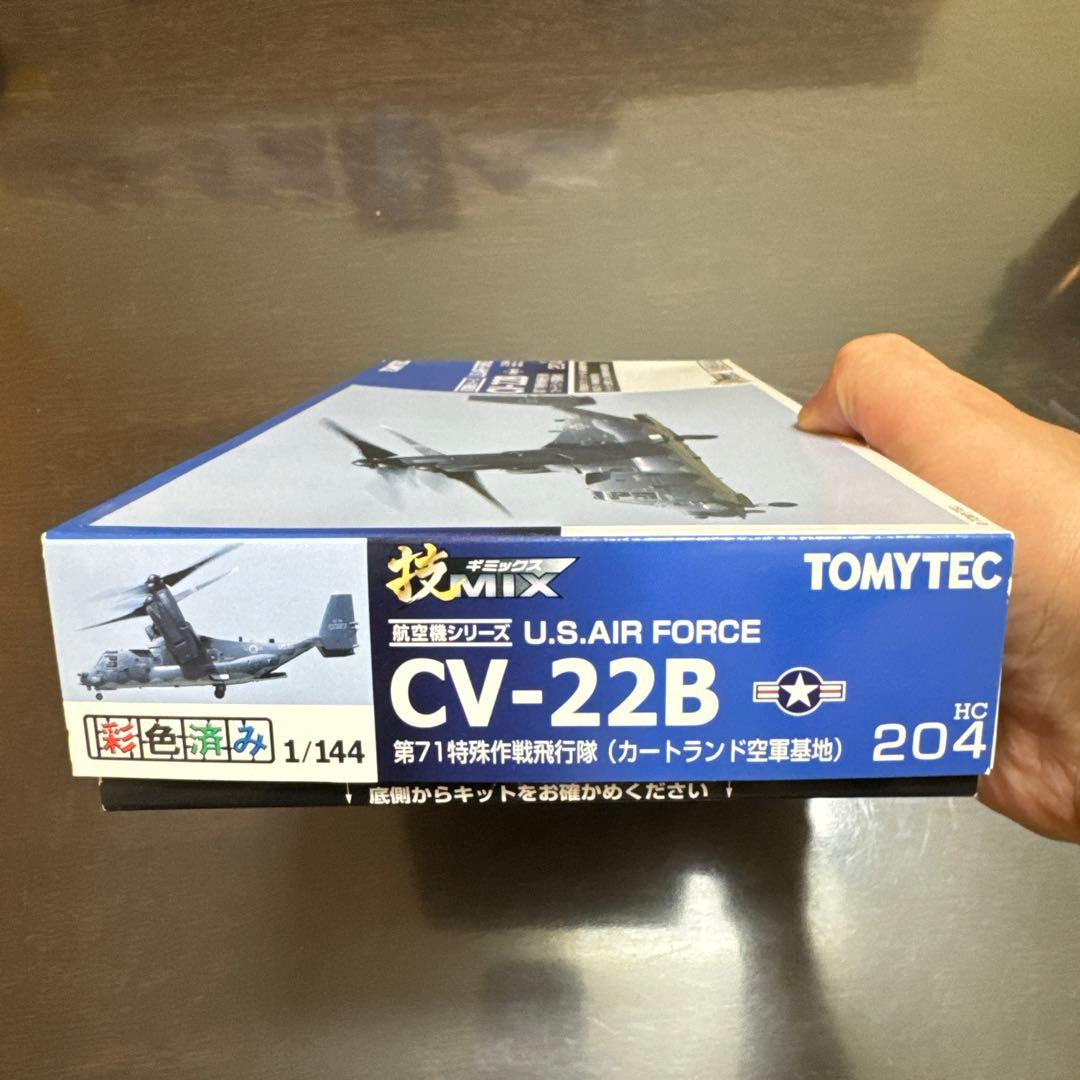 技MIX
ギミックス
TOMYTEC
航空機シリーズ U.S.AIR FORCE
CV-22B
第71特殊作戦飛行隊（カートランド空軍基地）
HC
204
彩色済み 1/144
底側からキットをお確かめください